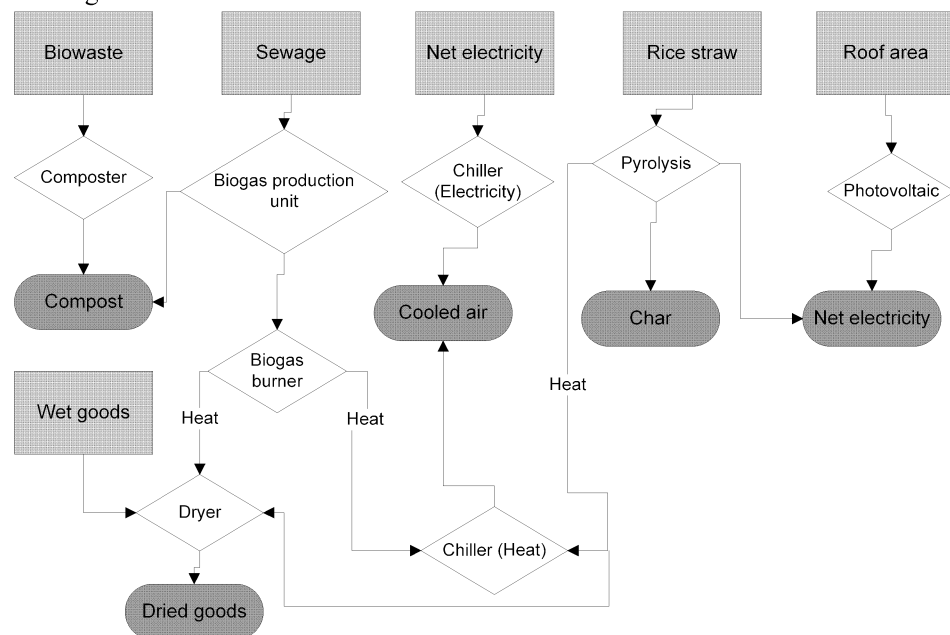 Biowaste
Sewage
Net electricity
Rice straw
Roof area
Composter
Biogas production
unit
Chiller
(Electricity)
Pyrolysis
Photovoltaic
Compost
Cooled air
Char
Net electricity
Biogas
burner
Wet goods
Heat
Heat
Heat
Dryer
Chiller (Heat)
Dried goods